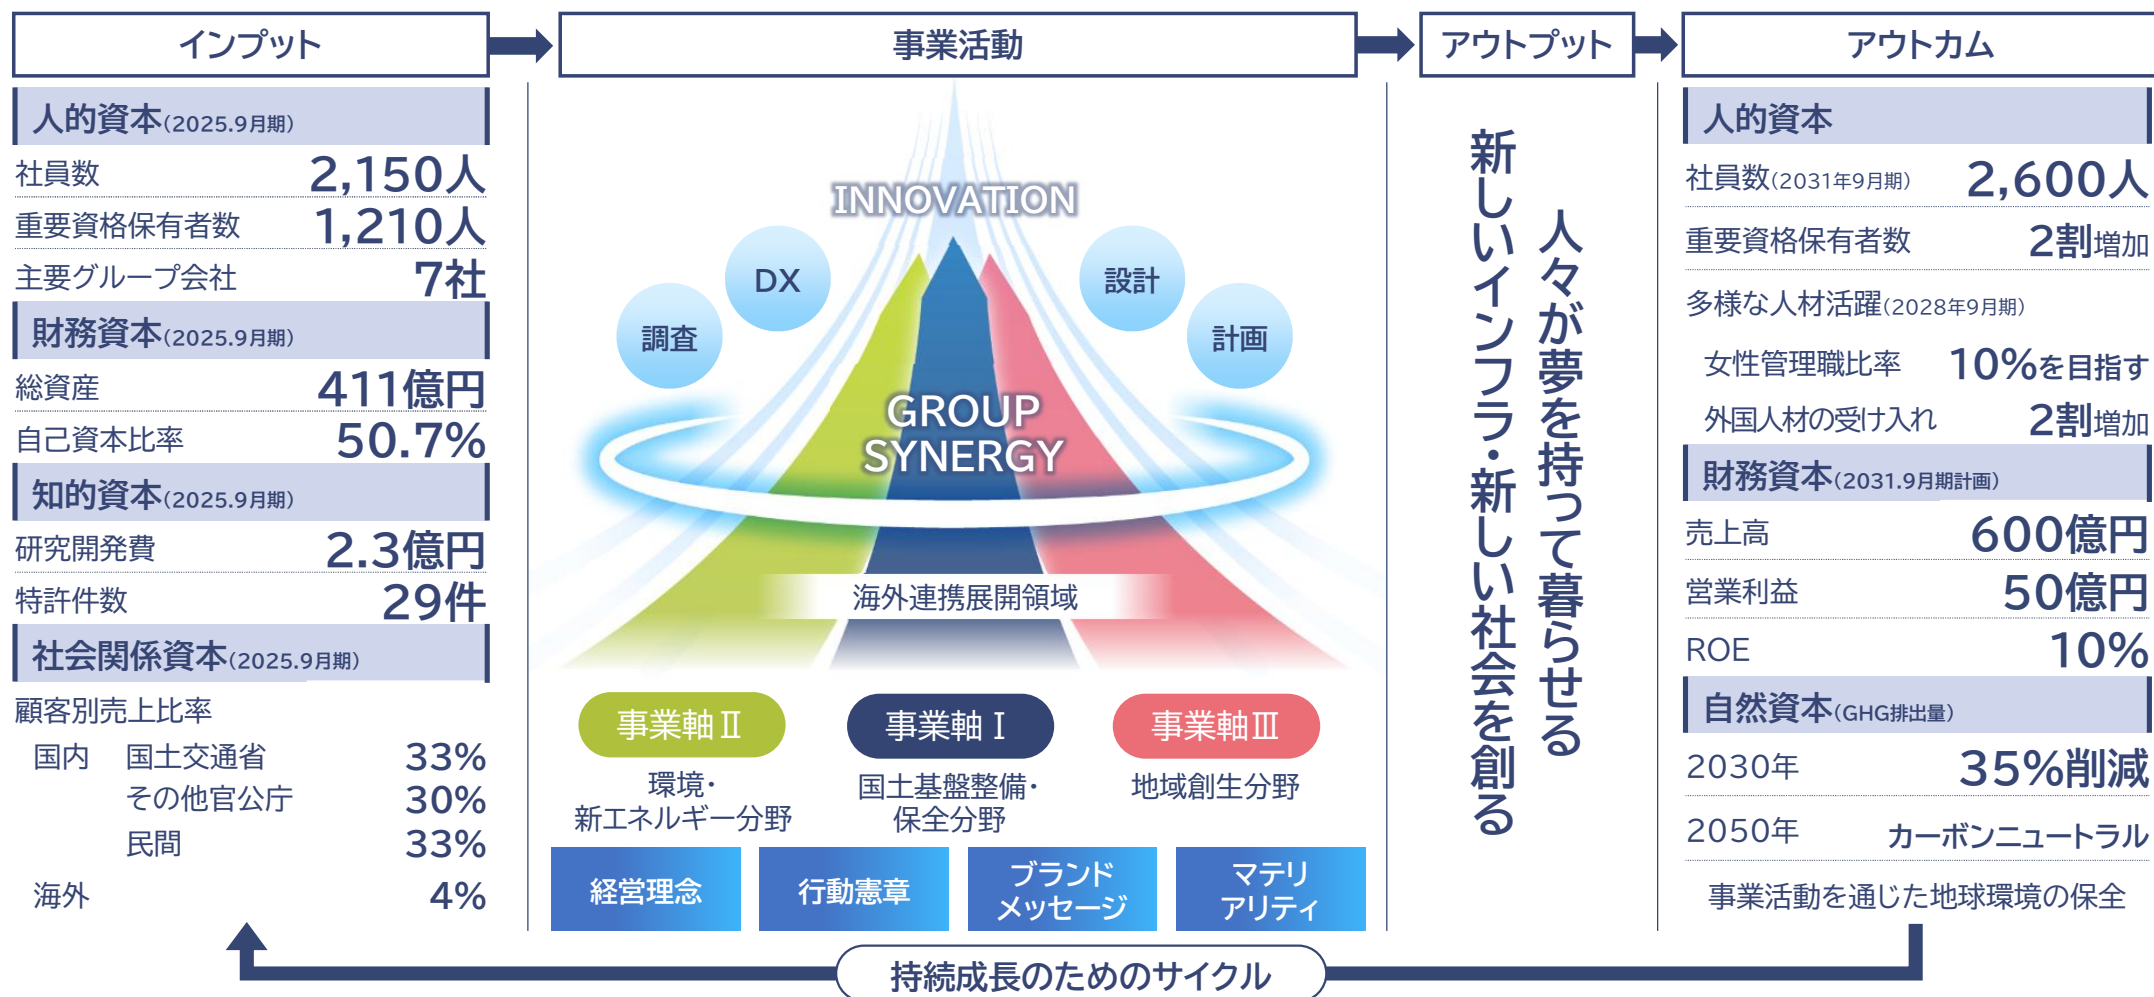 インプット
事業活動
アウトプット
アウトカム
人的資本(2025.9月期)
社員数 2,150人
重要資格保有者数 1,210人
主要グループ会社 7社
財務資本(2025.9月期)
総資産 411億円
自己資本比率 50.7%
知的資本(2025.9月期)
研究開発費 2.3億円
特許件数 29件
社会関係資本(2025.9月期)
顧客別売上比率
国内 国土交通省 33%
その他官公庁 30%
民間 33%
海外 4%
INNOVATION
DX
設計
調査
計画
GROUP
SYNERGY
海外連携展開領域
事業軸Ⅱ
環境・
新エネルギー分野
事業軸Ⅰ
国土基盤整備・
保全分野
事業軸Ⅲ
地域創生分野
経営理念
行動憲章
ブランド
メッセージ
マテリ
アリティ
人々が夢を持って暮らせる
新しいインフラ・新しい社会を創る
人的資本
社員数(2031年9月期) 2,600人
重要資格保有者数 2割増加
多様な人材活躍(2028年9月期)
女性管理職比率 10%を目指す
外国人材の受け入れ 2割増加
財務資本(2031.9月期計画)
売上高 600億円
営業利益 50億円
ROE 10%
自然資本(GHG排出量)
2030年 35%削減
2050年 カーボンニュートラル
事業活動を通じた地球環境の保全
持続成長のためのサイクル